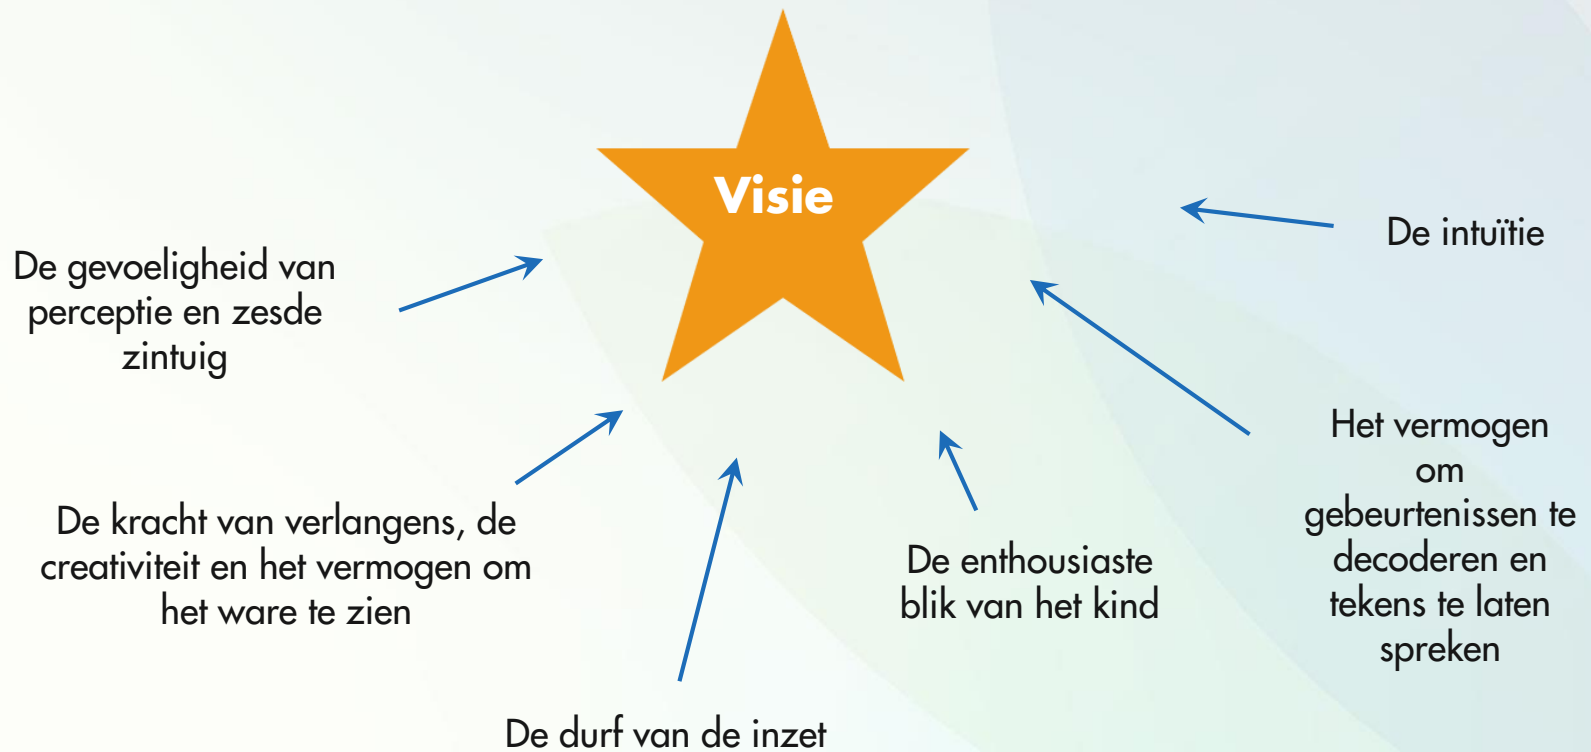 Visie
De gevoeligheid van
perceptie en zesde
zintuig
De intuïtie
De kracht van verlangens, de
creativiteit en het vermogen om
het ware te zien
De durf van de inzet
De enthousiaste
blik van het kind
Het vermogen
om
gebeurtenissen te
decoderen en
tekens te laten
spreken